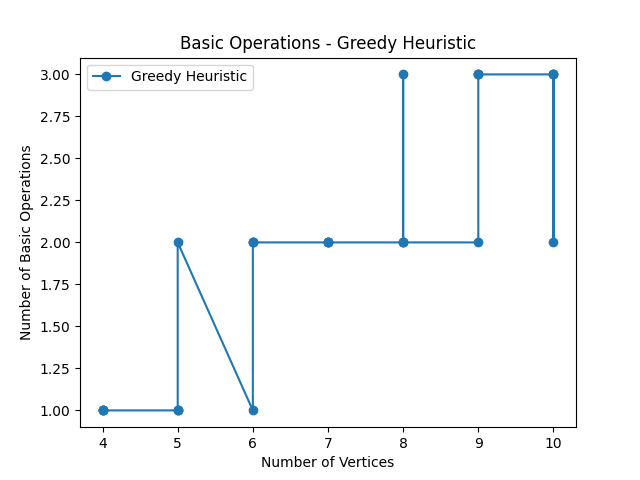 Basic Operations - Greedy Heuristic
Greedy Heuristic
Number of Basic Operations
3.00
2.75
2.50
2.25
2.00
1.75
1.50
1.25
1.00
4 5 6 7 8 9 10
Number of Vertices